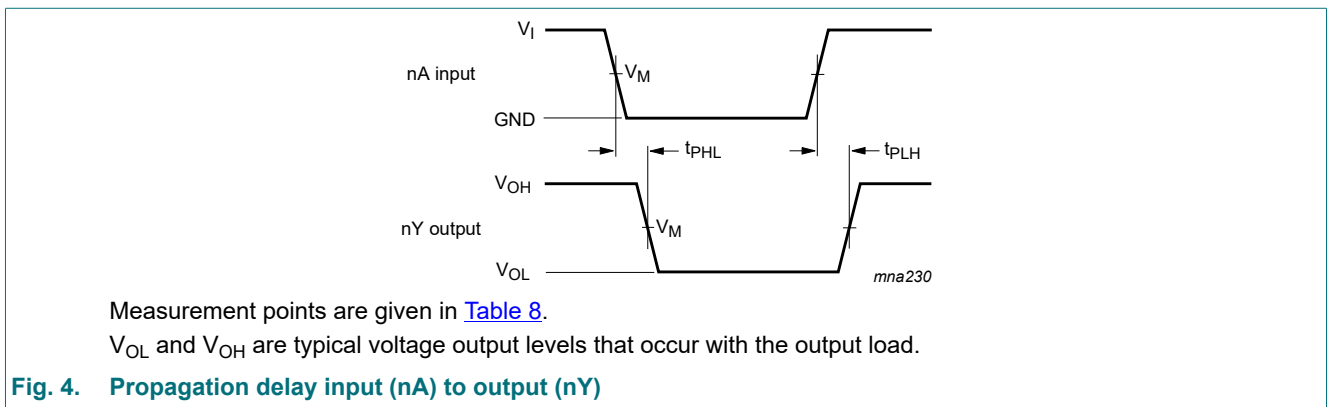 VI
nA input
VM
GND
tPHL
tPLH
VOH
nY output
VM
VOL
mna230
Measurement points are given in Table 8.
VOL and VOH are typical voltage output levels that occur with the output load.
Fig. 4. Propagation delay input (nA) to output (nY)